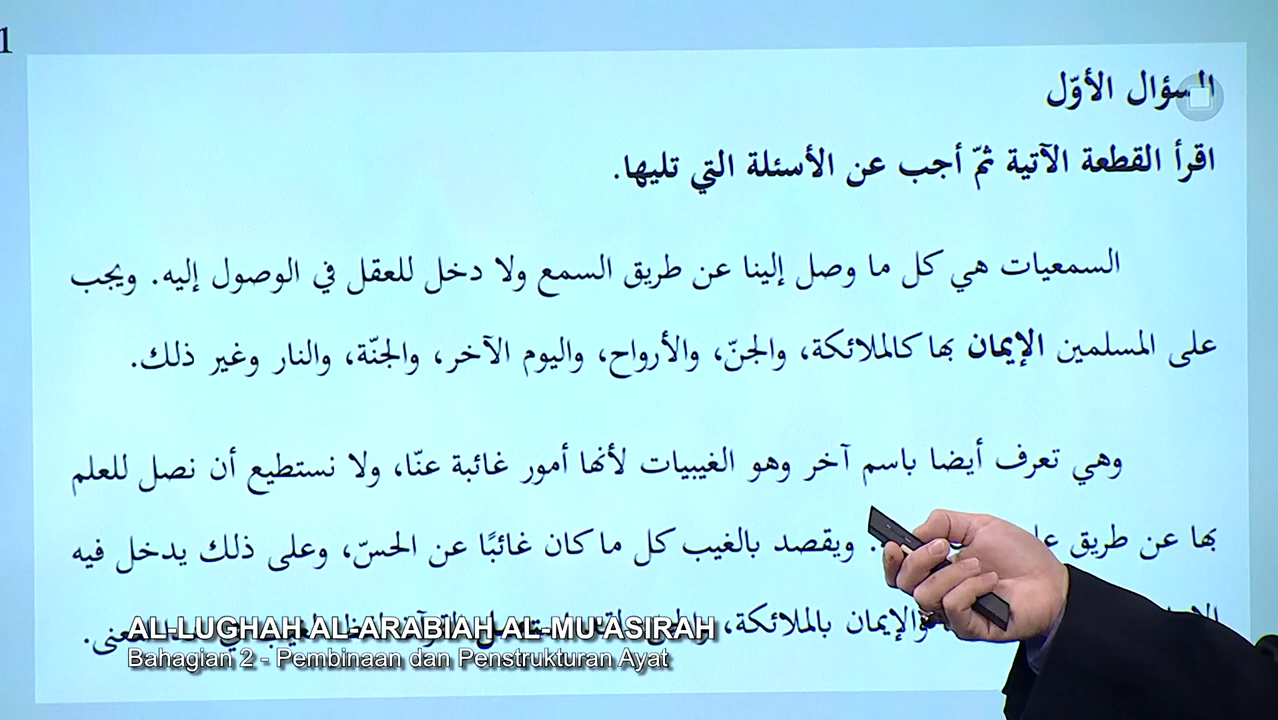 1
السؤال الأوّل
اقرأ القطعة الآتية ثمّ أجب عن الأسئلة التي تليها.
السمعيات هي كل ما وصل إلينا عن طريق السمع ولا دخل للعقل في الوصول إليه. ويجب
على المسلمين الإيمان بها كالملائكة، والجنّ، والأرواح، واليوم الآخر، والجنّة، والنار وغير ذلك.
وهي تعرف أيضا باسم آخر وهو الغيبيات لأنها أمور غائبة عنّا، ولا نستطيع أن نصل للعلم
بها عن طريق ويقصد بالغيب كل ما كان غائبًا عن الحسّ، وعلى ذلك يدخل فيه
والإيمان بالملائكة،
AL-LUGHAH AL-ARABIAH AL-MU'ASIRAH
Bahagian 2 - Pembinaan dan Penstrukturan Ayat